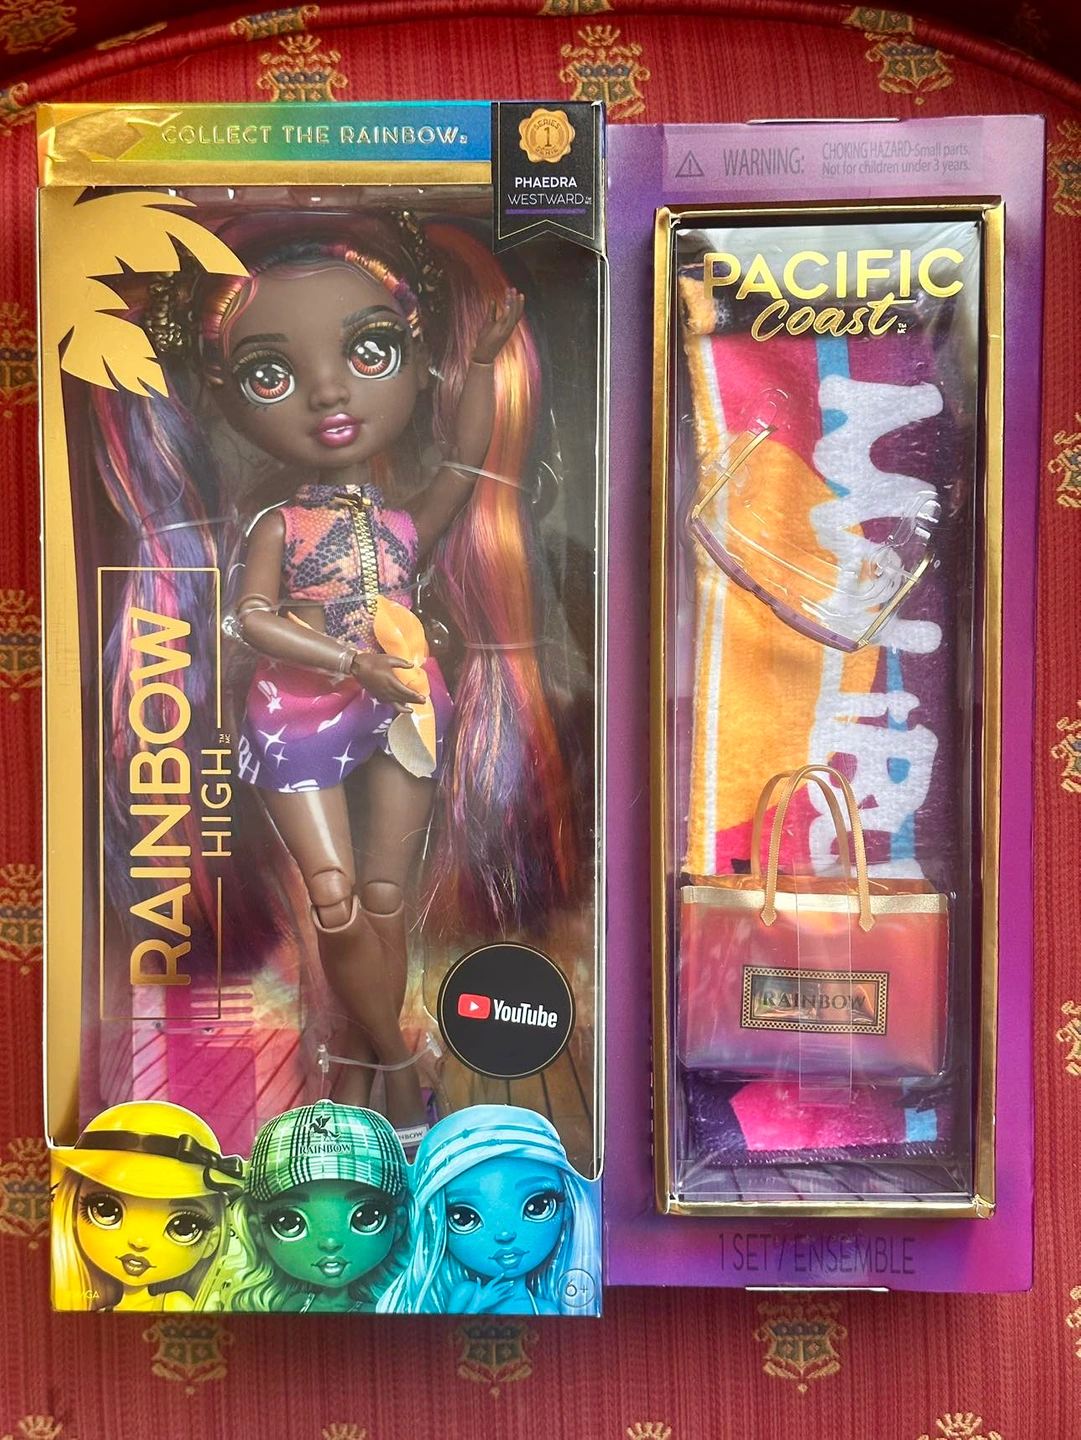 COLLECT THE RAINBOW
SERIES
1
PHAEDRA
WESTWARD
RAINBOW
HIGH
YouTube
RAINBOW
6+
WARNING: CHOKING HAZARD-Small parts.
Not for children under 3 years.
PACIFIC
Coast
RAINBOW
1 SET / ENSEMBLE